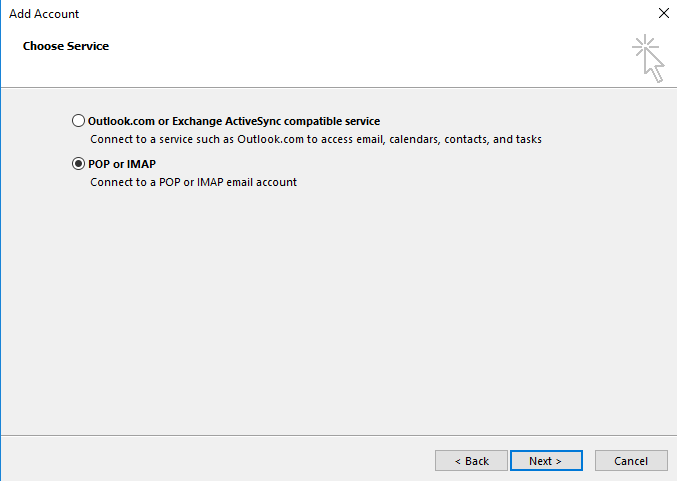 Add Account
Choose Service
Outlook.com or Exchange ActiveSync compatible service
Connect to a service such as Outlook.com to access email, calendars, contacts, and tasks
POP or IMAP
Connect to a POP or IMAP email account
< Back Next > Cancel